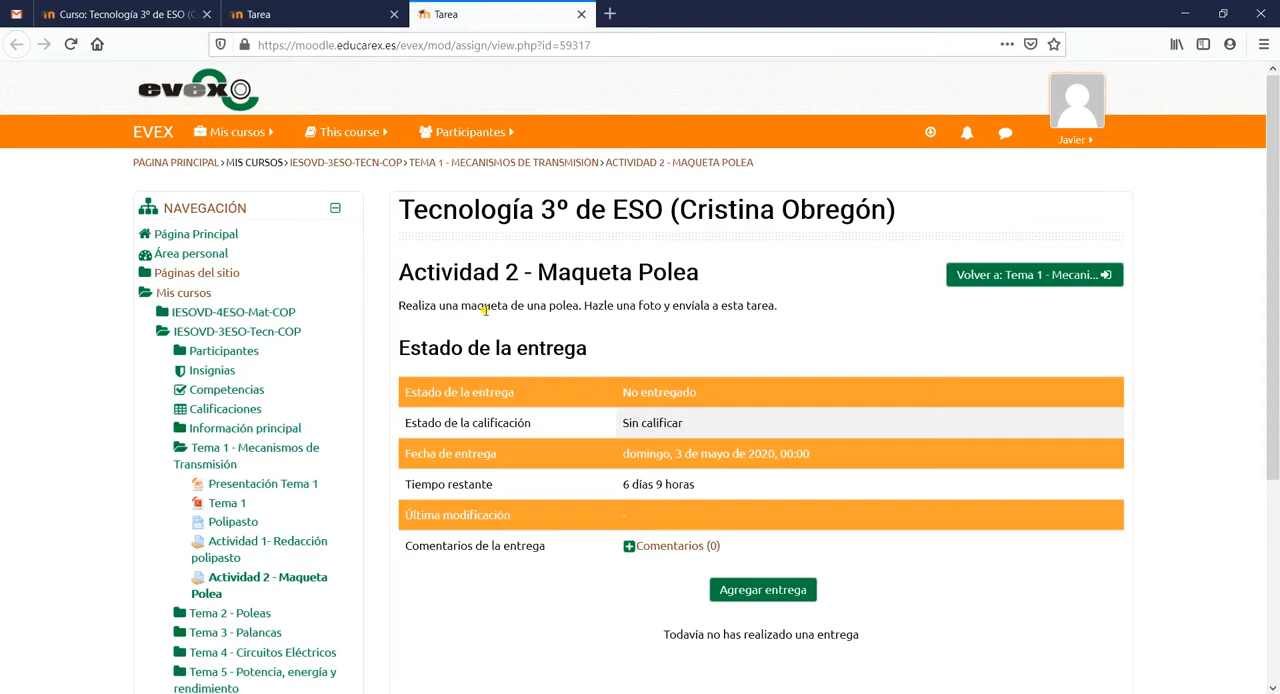 Curso: Tecnología 3º de ESO (C
Tarea
Tarea
https://moodle.educarex.es/evex/mod/assign/view.php?id=59317
evex
EVEX
Mis cursos
This course
Participantes
Javier
PÁGINA PRINCIPAL › MIS CURSOS › IESOVD-3ESO-TECN-COP › TEMA 1 - MECANISMOS DE TRANSMISIÓN › ACTIVIDAD 2 - MAQUETA POLEA
NAVEGACIÓN
Página Principal
Área personal
Páginas del sitio
Mis cursos
IESOVD-4ESO-Mat-COP
IESOVD-3ESO-Tecn-COP
Participantes
Insignias
Competencias
Calificaciones
Información principal
Tema 1 - Mecanismos de
Transmisión
Presentación Tema 1
Tema 1
Polipasto
Actividad 1- Redacción
polipasto
Actividad 2 - Maqueta
Polea
Tema 2 - Poleas
Tema 3 - Palancas
Tema 4 - Circuitos Eléctricos
Tema 5 - Potencia, energía y
rendimiento
Tecnología 3º de ESO (Cristina Obregón)
Actividad 2 - Maqueta Polea
Volver a: Tema 1 - Mecani...
Realiza una maqueta de una polea. Hazle una foto y envíala a esta tarea.
Estado de la entrega
Estado de la entrega No entregado
Estado de la calificación Sin calificar
Fecha de entrega domingo, 3 de mayo de 2020, 00:00
Tiempo restante 6 días 9 horas
Última modificación -
Comentarios de la entrega Comentarios (0)
Agregar entrega
Todavía no has realizado una entrega